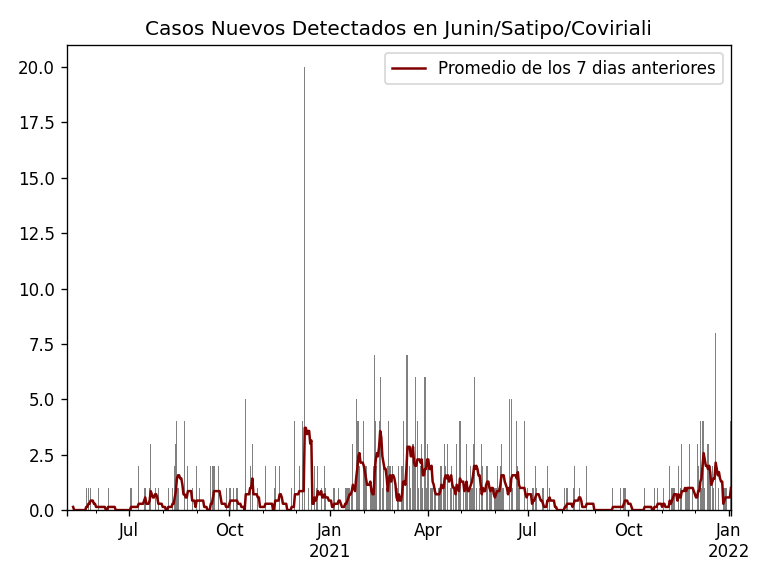 Casos Nuevos Detectados en Junin/Satipo/Coviriali
Promedio de los 7 dias anteriores
20.0
17.5
15.0
12.5
10.0
7.5
5.0
2.5
0.0
Jul
Oct
Jan
2021
Apr
Jul
Oct
Jan
2022